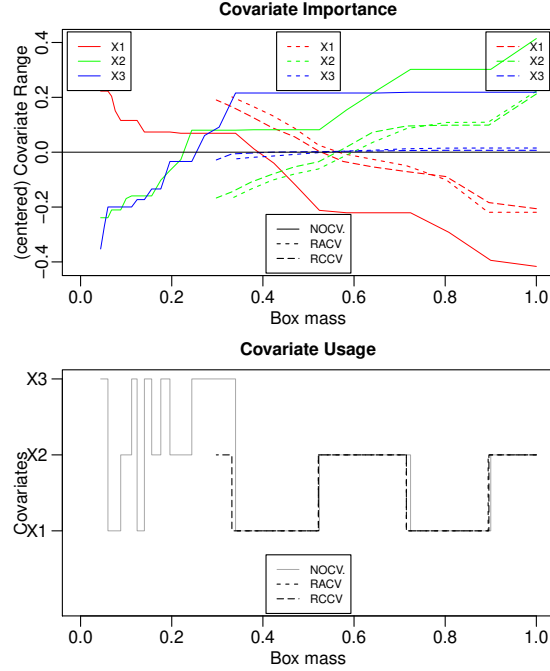 Covariate Importance
(centered) Covariate Range
0.4
0.2
0.0
−0.2
−0.4
X1
X2
X3
X1
X2
X3
X1
X2
X3
NOCV.
RACV
RCCV
0.0
0.2
0.4
0.6
0.8
1.0
Box mass
Covariate Usage
Covariates
X3
X2
X1
NOCV.
RACV
RCCV
0.0
0.2
0.4
0.6
0.8
1.0
Box mass